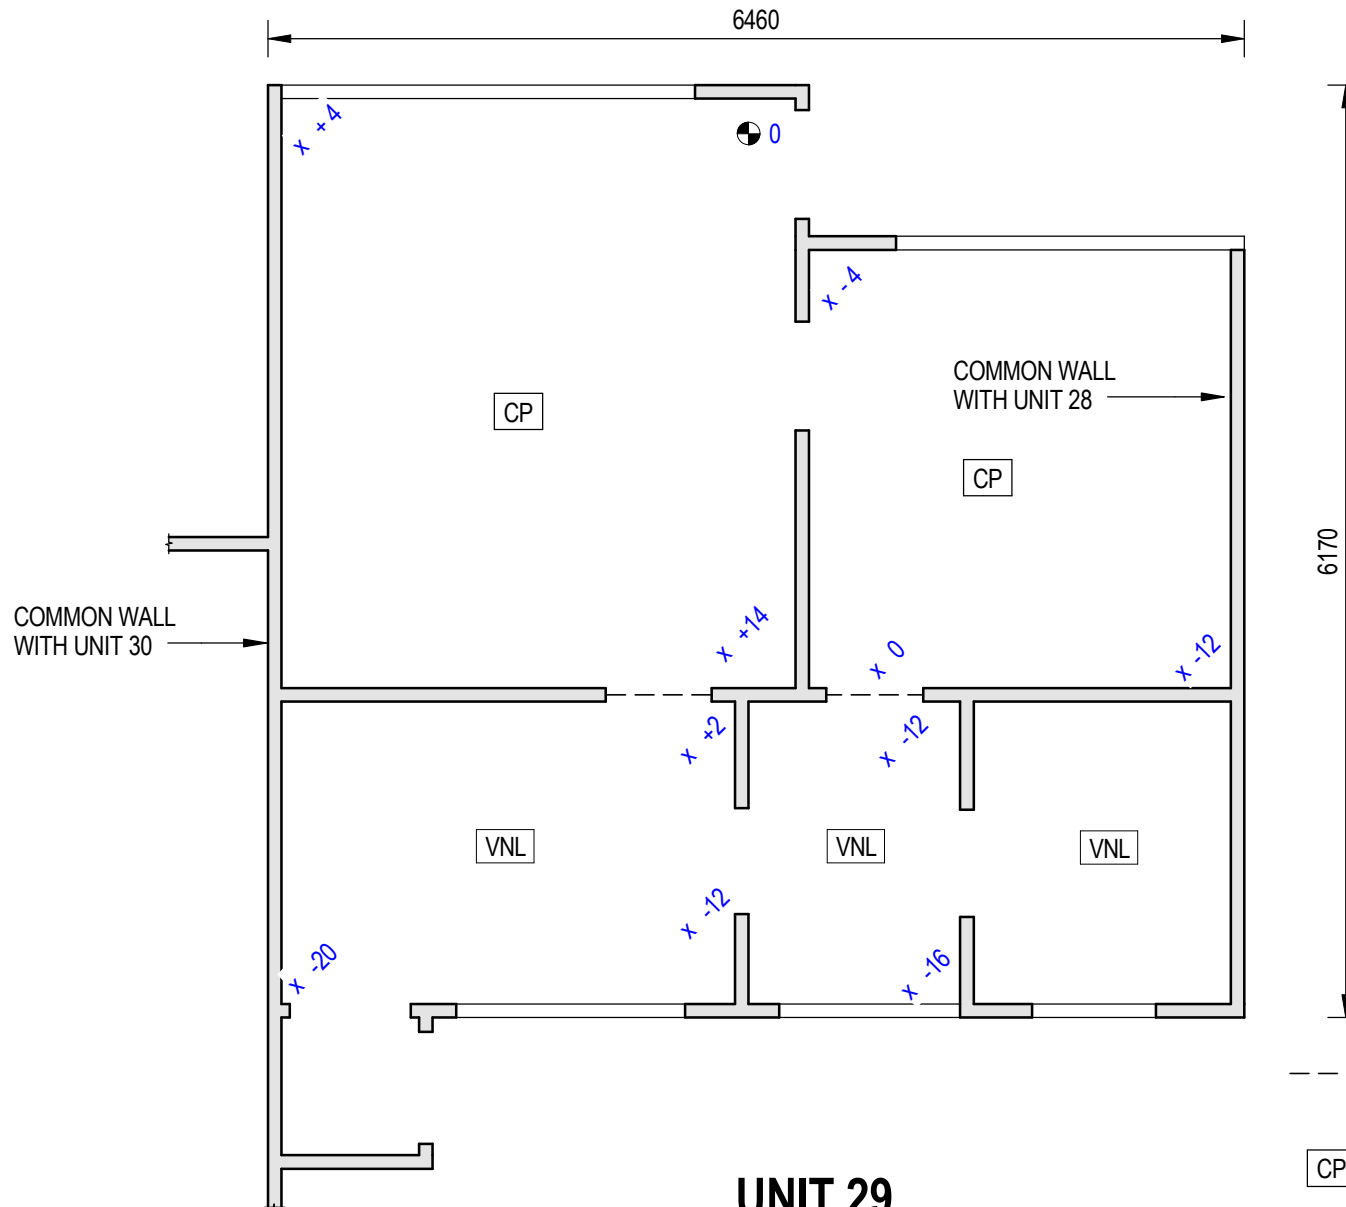 6460
x +4
0
x -4
COMMON WALL
WITH UNIT 28
CP
CP
6170
COMMON WALL
WITH UNIT 30
x +14
x 0
x -12
x +2
x -12
VNL
VNL
VNL
x -12
x -20
x -16
CP
UNIT 29